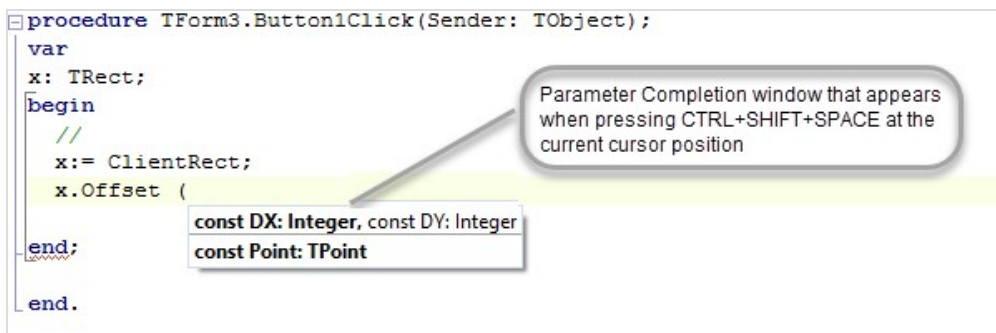 procedure TForm3.Button1Click(Sender: TObject);
var
x: TRect;
begin
//
x:= ClientRect;
x.Offset (
const DX: Integer, const DY: Integer
const Point: TPoint
end;
end.
Parameter Completion window that appears
when pressing CTRL+SHIFT+SPACE at the
current cursor position